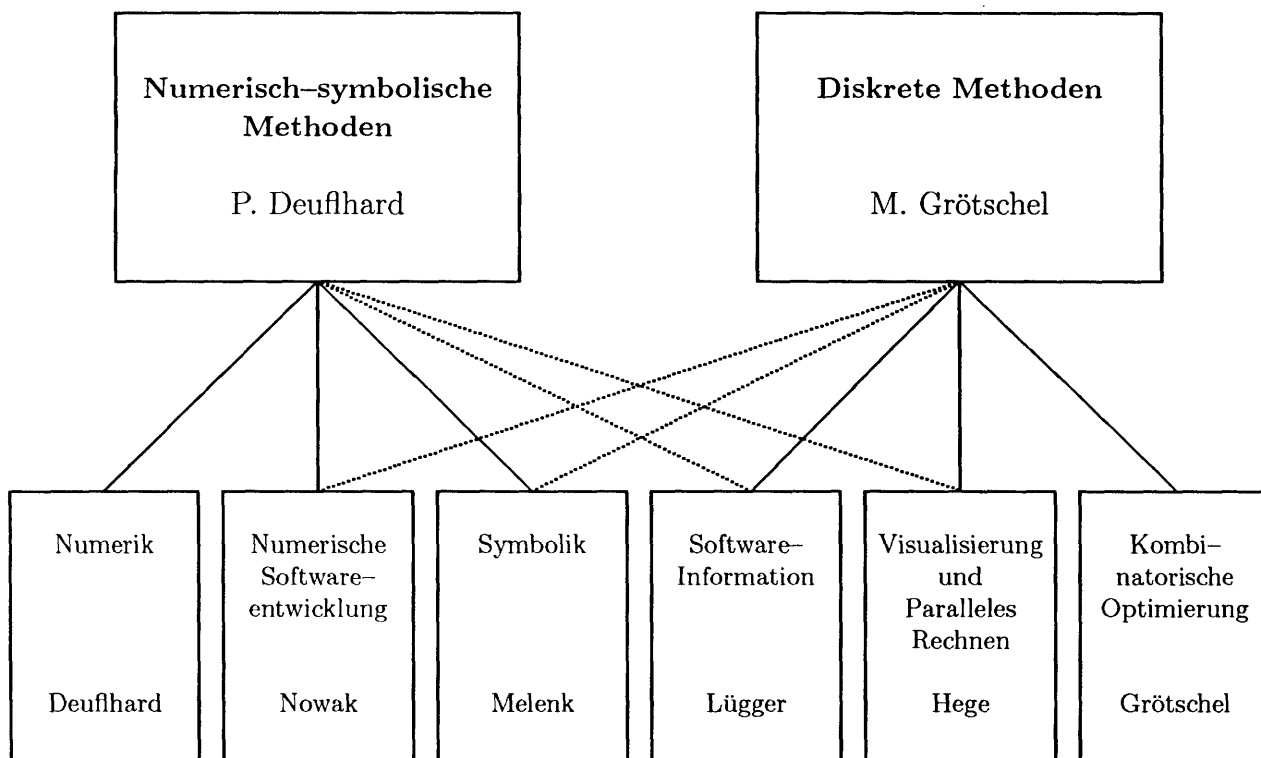 Numerisch–symbolische
Methoden
P. Deuflhard
Diskrete Methoden
M. Grötschel
Numerik
Deuflhard
Numerische
Software–
entwicklung
Nowak
Symbolik
Melenk
Software–
Information
Lügger
Visualisierung
und
Paralleles
Rechnen
Hege
Kombi–
natorische
Optimierung
Grötschel